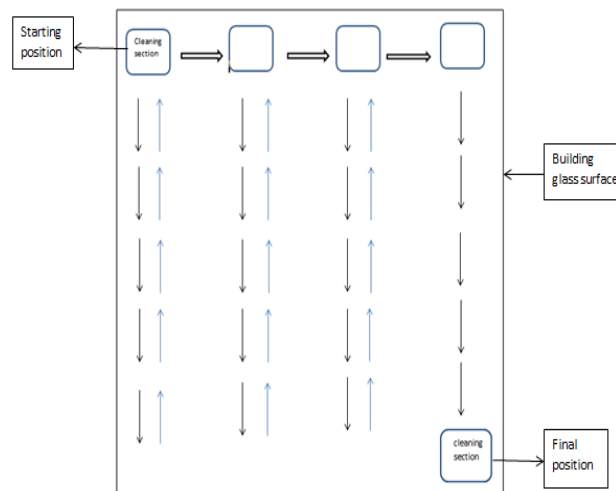 Starting
position
Cleaning
section
Building
glass surface
cleaning
section
Final
position